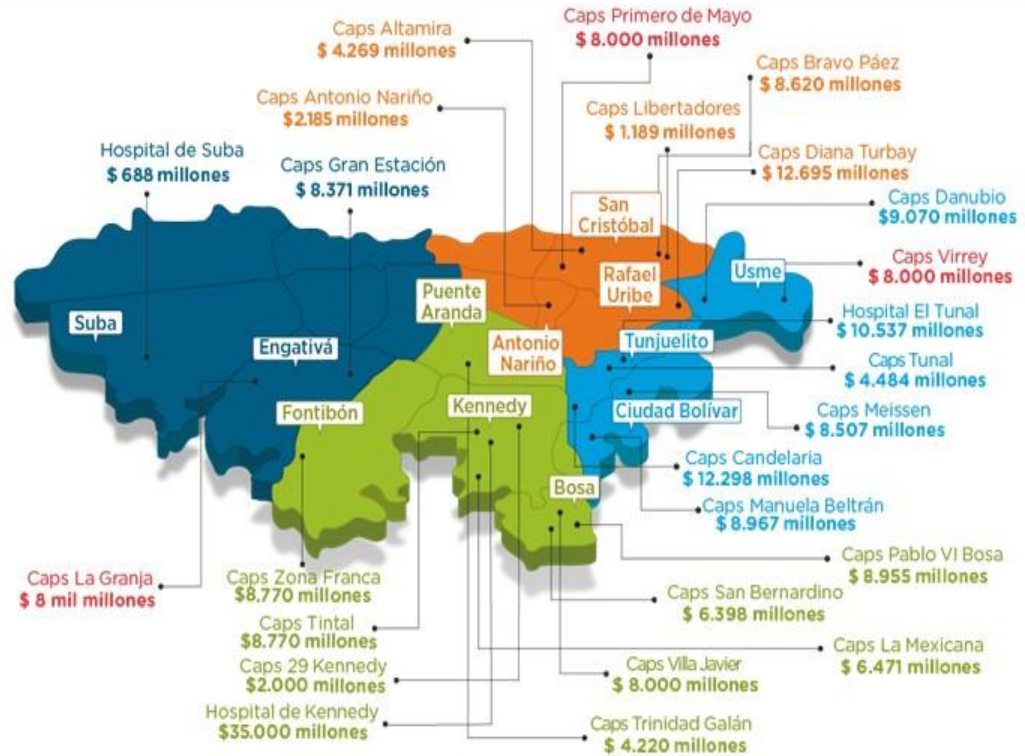 Caps Altamira
$ 4.269 millones
Caps Primero de Mayo
$ 8.000 millones
Caps Bravo Páez
$ 8.620 millones
Caps Antonio Nariño
$2.185 millones
Caps Libertadores
$ 1.189 millones
Hospital de Suba
$ 688 millones
Caps Gran Estación
$ 8.371 millones
Caps Diana Turbay
$ 12.695 millones
Caps Danubio
$9.070 millones
San
Cristóbal
Caps Virrey
$ 8.000 millones
Usme
Rafael
Uribe
Puente
Aranda
Hospital El Tunal
$ 10.537 millones
Suba
Engativá
Antonio
Nariño
Tunjuelito
Caps Tunal
$ 4.484 millones
Fontibón
Kennedy
Ciudad Bolívar
Caps Meissen
$ 8.507 millones
Caps Candelaria
$ 12.298 millones
Bosa
Caps Manuela Beltrán
$ 8.967 millones
Caps Pablo VI Bosa
$ 8.955 millones
Caps La Granja
$ 8 mil millones
Caps Zona Franca
$8.770 millones
Caps San Bernardino
$ 6.398 millones
Caps Tintal
$8.770 millones
Caps La Mexicana
$ 6.471 millones
Caps 29 Kennedy
$2.000 millones
Caps Villa Javier
$ 8.000 millones
Hospital de Kennedy
$35.000 millones
Caps Trinidad Galán
$ 4.220 millones